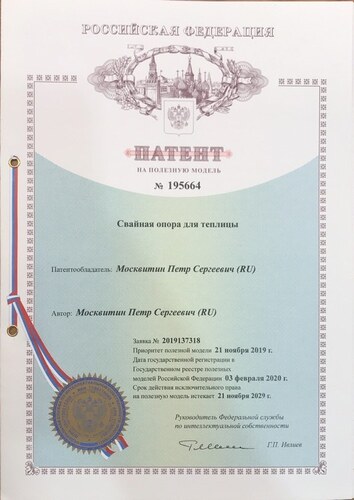 РОССИЙСКАЯ ФЕДЕРАЦИЯ
ПАТЕНТ
НА ПОЛЕЗНУЮ МОДЕЛЬ
№ 195664
Свайная опора для теплицы
Патентообладатель: Москвитин Петр Сергеевич (RU)
Автор: Москвитин Петр Сергеевич (RU)
Заявка № 2019137318
Приоритет полезной модели 21 ноября 2019 г.
Дата государственной регистрации в
Государственном реестре полезных
моделей Российской Федерации 03 февраля 2020 г.
Срок действия исключительного права
на полезную модель истекает 21 ноября 2029 г.
Руководитель Федеральной службы
по интеллектуальной собственности
Г.П. Ивлиев